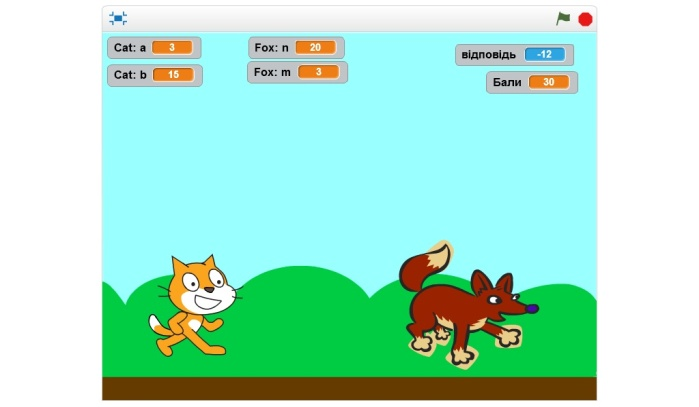 Cat: a 3
Cat: b 15
Fox: n 20
Fox: m 3
відповідь -12
Бали 30